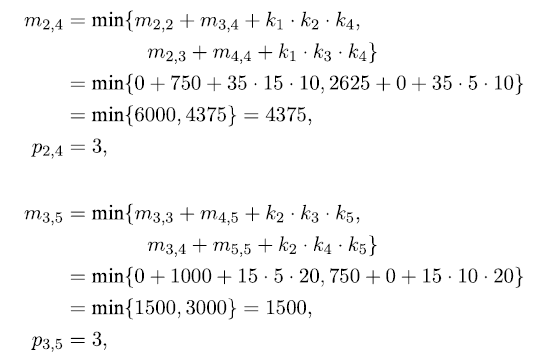 m_{2,4} = min{m_{2,2} + m_{3,4} + k_1 · k_2 · k_4,
m_{2,3} + m_{4,4} + k_1 · k_3 · k_4}
= min{0 + 750 + 35 · 15 · 10, 2625 + 0 + 35 · 5 · 10}
= min{6000, 4375} = 4375,
p_{2,4} = 3,
m_{3,5} = min{m_{3,3} + m_{4,5} + k_2 · k_3 · k_5,
m_{3,4} + m_{5,5} + k_2 · k_4 · k_5}
= min{0 + 1000 + 15 · 5 · 20, 750 + 0 + 15 · 10 · 20}
= min{1500, 3000} = 1500,
p_{3,5} = 3,